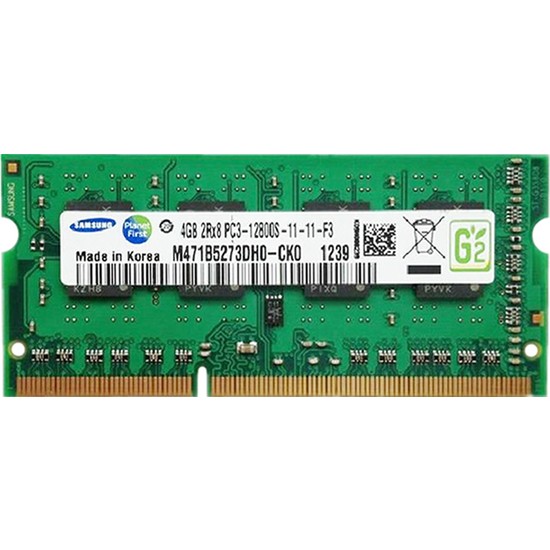 SAMSUNG
SAMSUNG Planet First 4GB 2Rx8 PC3-12800S-11-11-F3
Made in Korea M471B5273DH0-CK0 1239
G2
KZH8 PYVK PIXQ PYVK